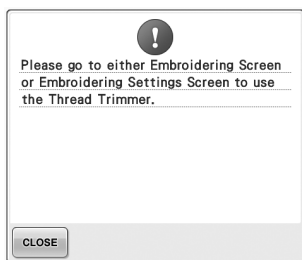 Please go to either Embroidering Screen
or Embroidering Settings Screen to use
the Thread Trimmer.
CLOSE